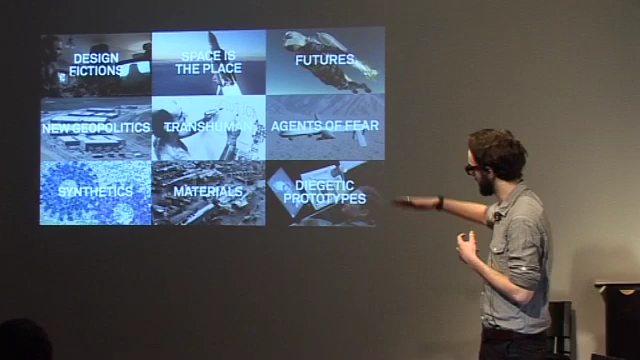 DESIGN
FICTIONS
SPACE IS
THE PLACE
FUTURES
NEW GEOPOLITICS
TRANSHUMAN
AGENTS OF FEAR
SYNTHETICS
MATERIALS
DIEGETIC
PROTOTYPES